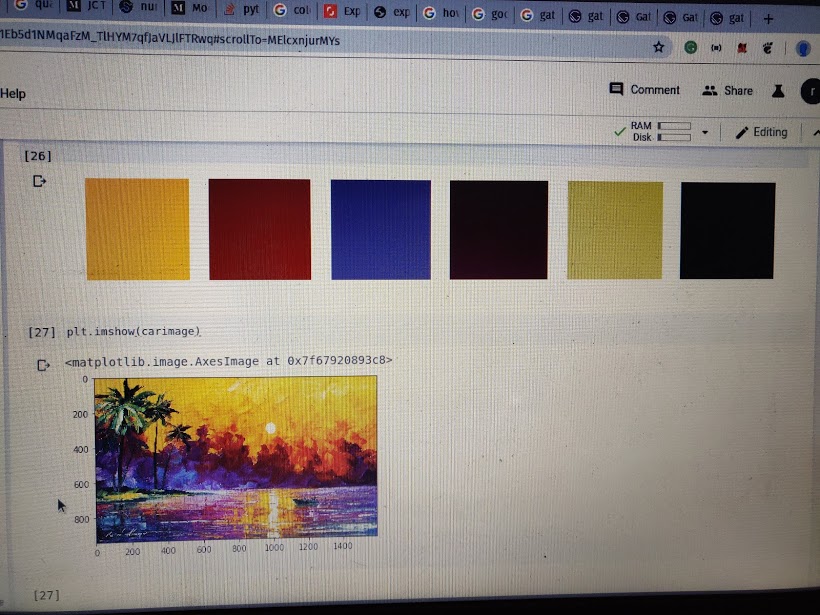 JCT
Mo
pyt
col
Exp
exp
hov
goo
gat
gat
Gat
Gat
gat
+
1Eb5d1NMqaFzM_TlHYM7qfJaVLJlFTRwq#scrollTo=MElcxnjurMYs
Help
Comment
Share
r
RAM
Disk
Editing
[26]
[27] plt.imshow(carimage)
<matplotlib.image.AxesImage at 0x7f67920893c8>
0
200
400
600
800
0 200 400 600 800 1000 1200 1400
[27]